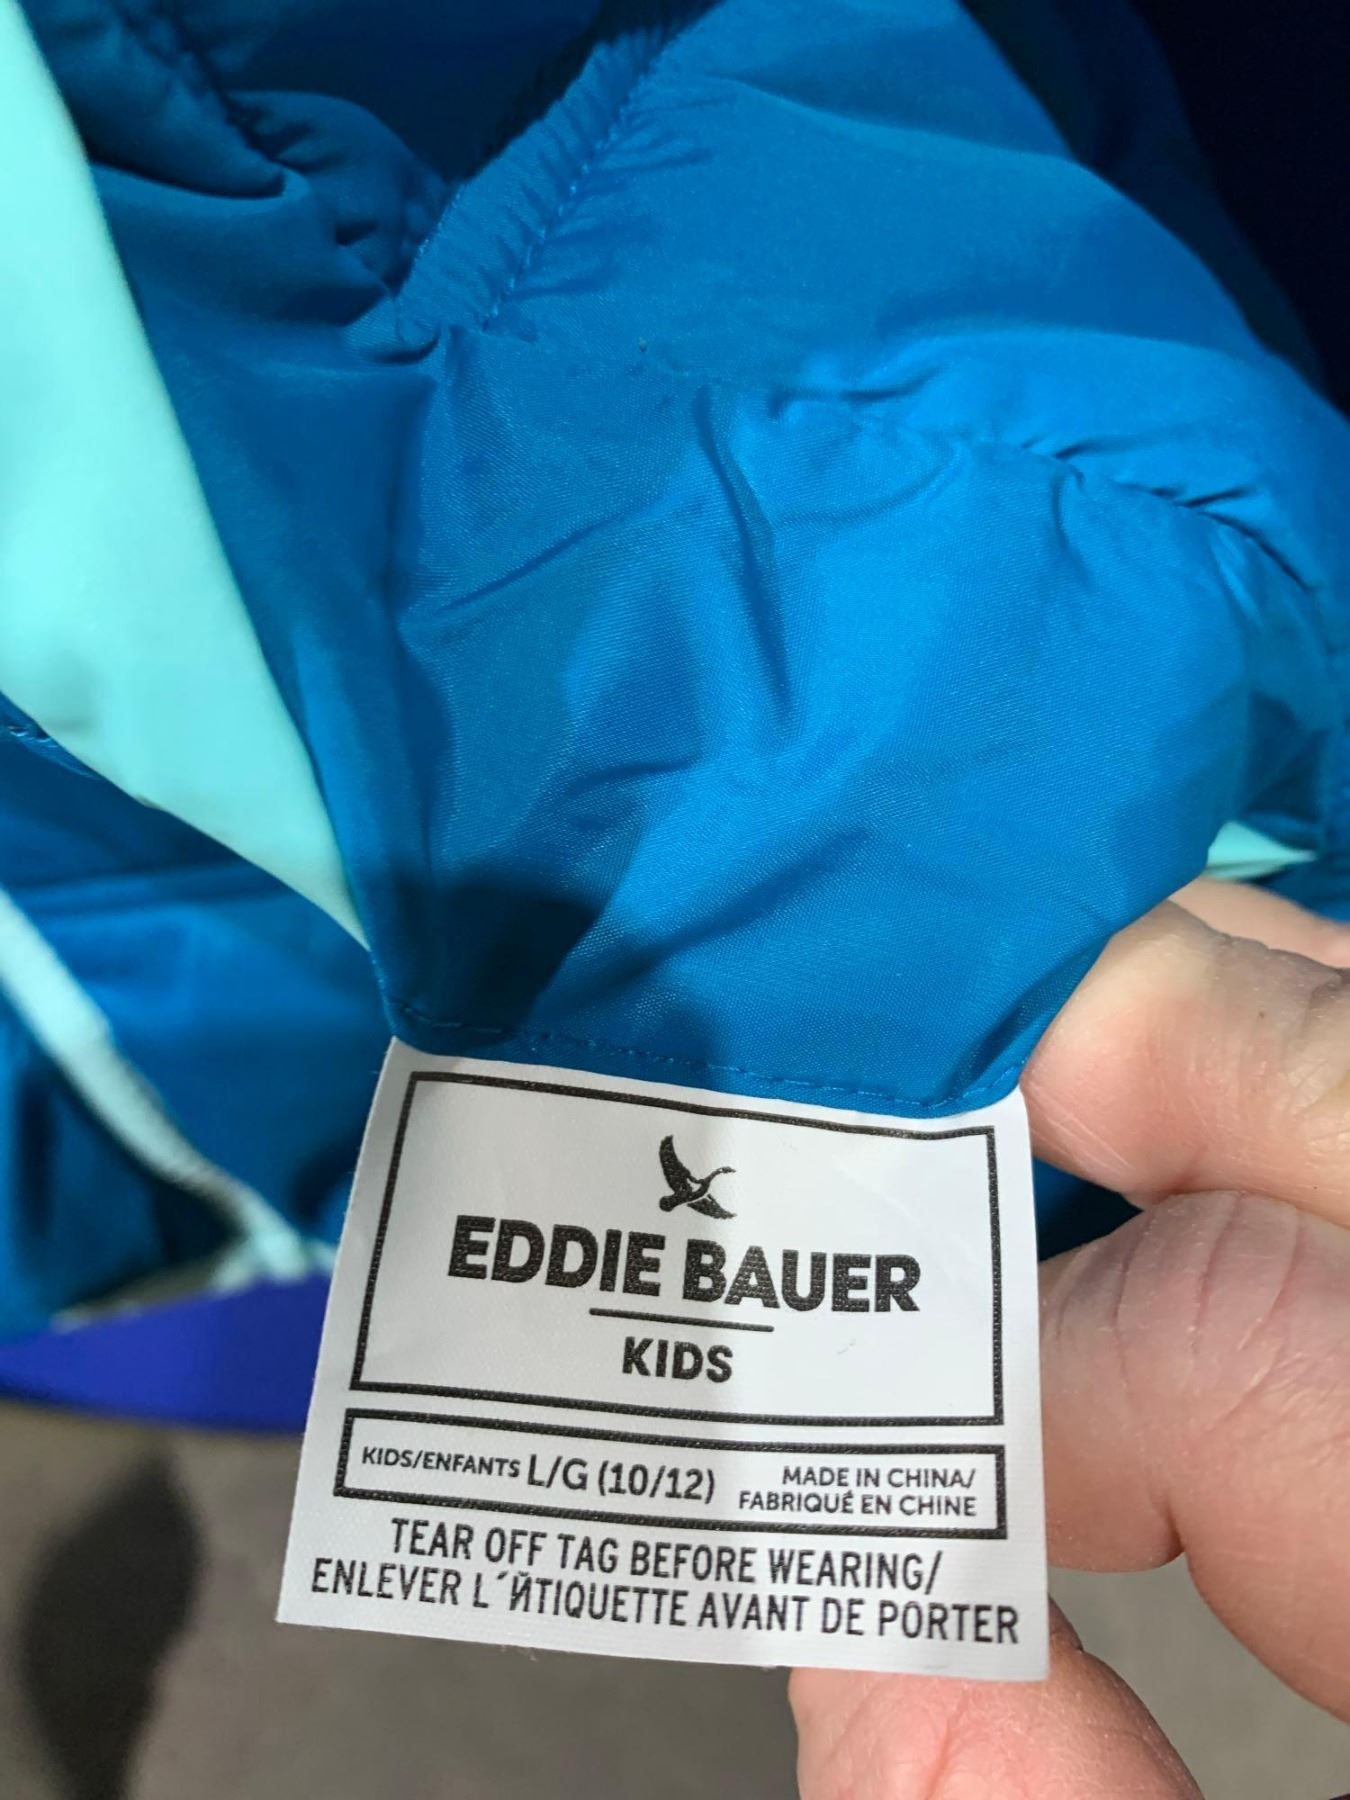 EDDIE BAUER
KIDS
KIDS/ENFANTS L/G (10/12)
MADE IN CHINA/
FABRIQUÉ EN CHINE
TEAR OFF TAG BEFORE WEARING/
ENLEVER L´ЙTIQUETTE AVANT DE PORTER